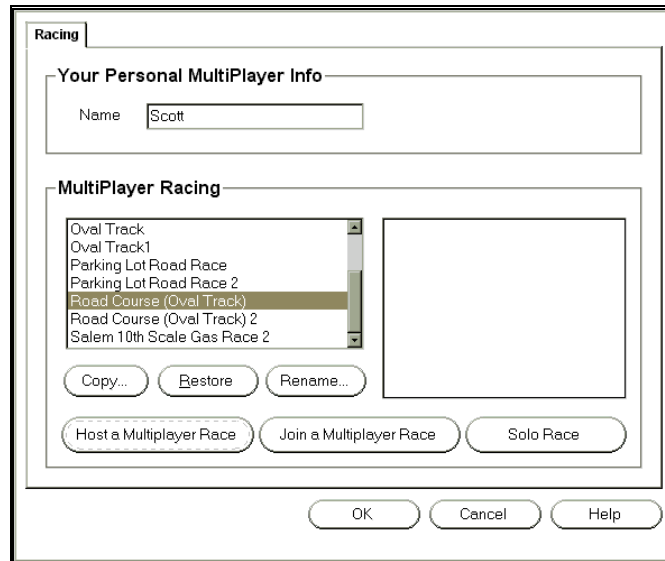 Racing
Your Personal MultiPlayer Info
Name Scott
MultiPlayer Racing
Oval Track
Oval Track1
Parking Lot Road Race
Parking Lot Road Race 2
Road Course (Oval Track)
Road Course (Oval Track) 2
Salem 10th Scale Gas Race 2
Copy... Restore Rename...
Host a Multiplayer Race Join a Multiplayer Race Solo Race
OK Cancel Help